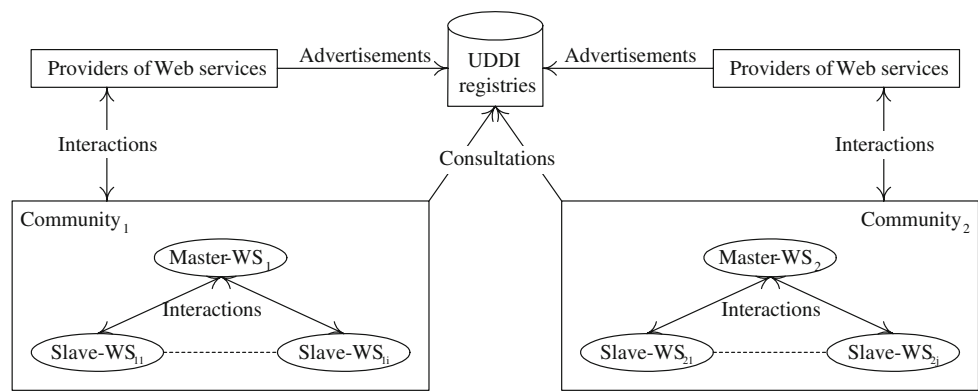 Advertisements
UDDI
registries
Advertisements
Providers of Web services
Providers of Web services
Interactions
Consultations
Interactions
Community1
Community2
Master-WS1
Master-WS2
Interactions
Interactions
Slave-WS11
Slave-WS1i
Slave-WS21
Slave-WS2j